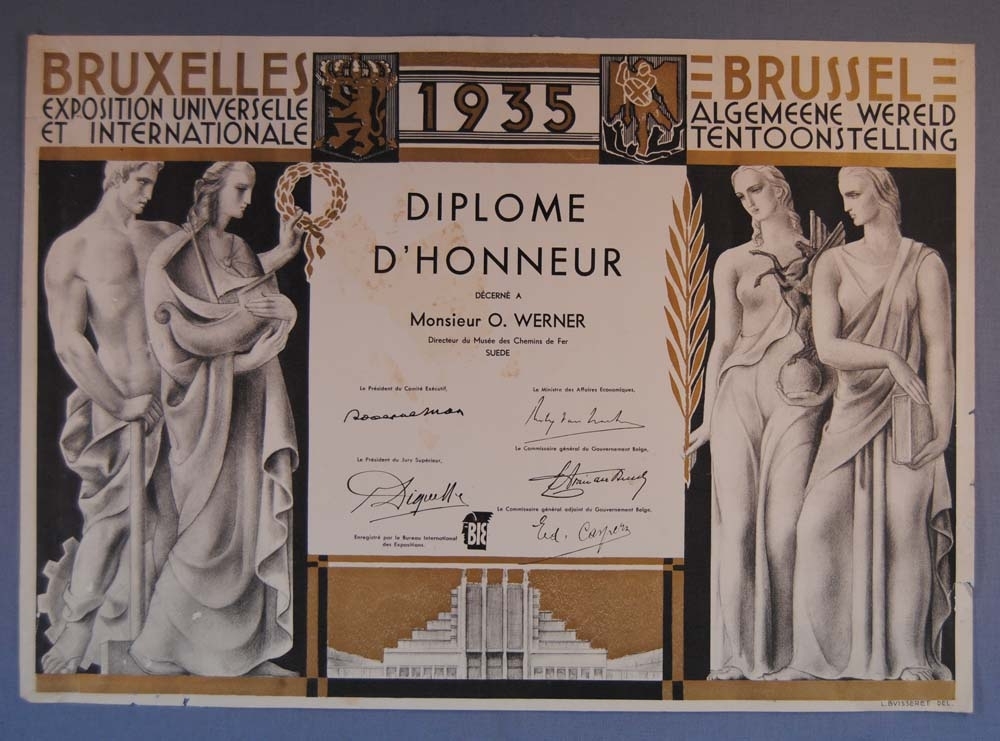 BRUXELLES
EXPOSITION UNIVERSELLE
ET INTERNATIONALE
1935
BRUSSEL
ALGEMEENE WERELD
TENTOONSTELLING
DIPLOME
D'HONNEUR
DÉCERNÉ A
Monsieur O. WERNER
Directeur du Musée des Chemins de Fer
SUEDE
Le Président du Comité Exécutif,
Le Ministre des Affaires Economiques,
Le Commissaire général du Gouvernement Belge,
Le Président du Jury Supérieur,
Le Commissaire général adjoint du Gouvernement Belge,
Enregistré par le Bureau International
des Expositions.
BIE
L. BVISSERET DEL.